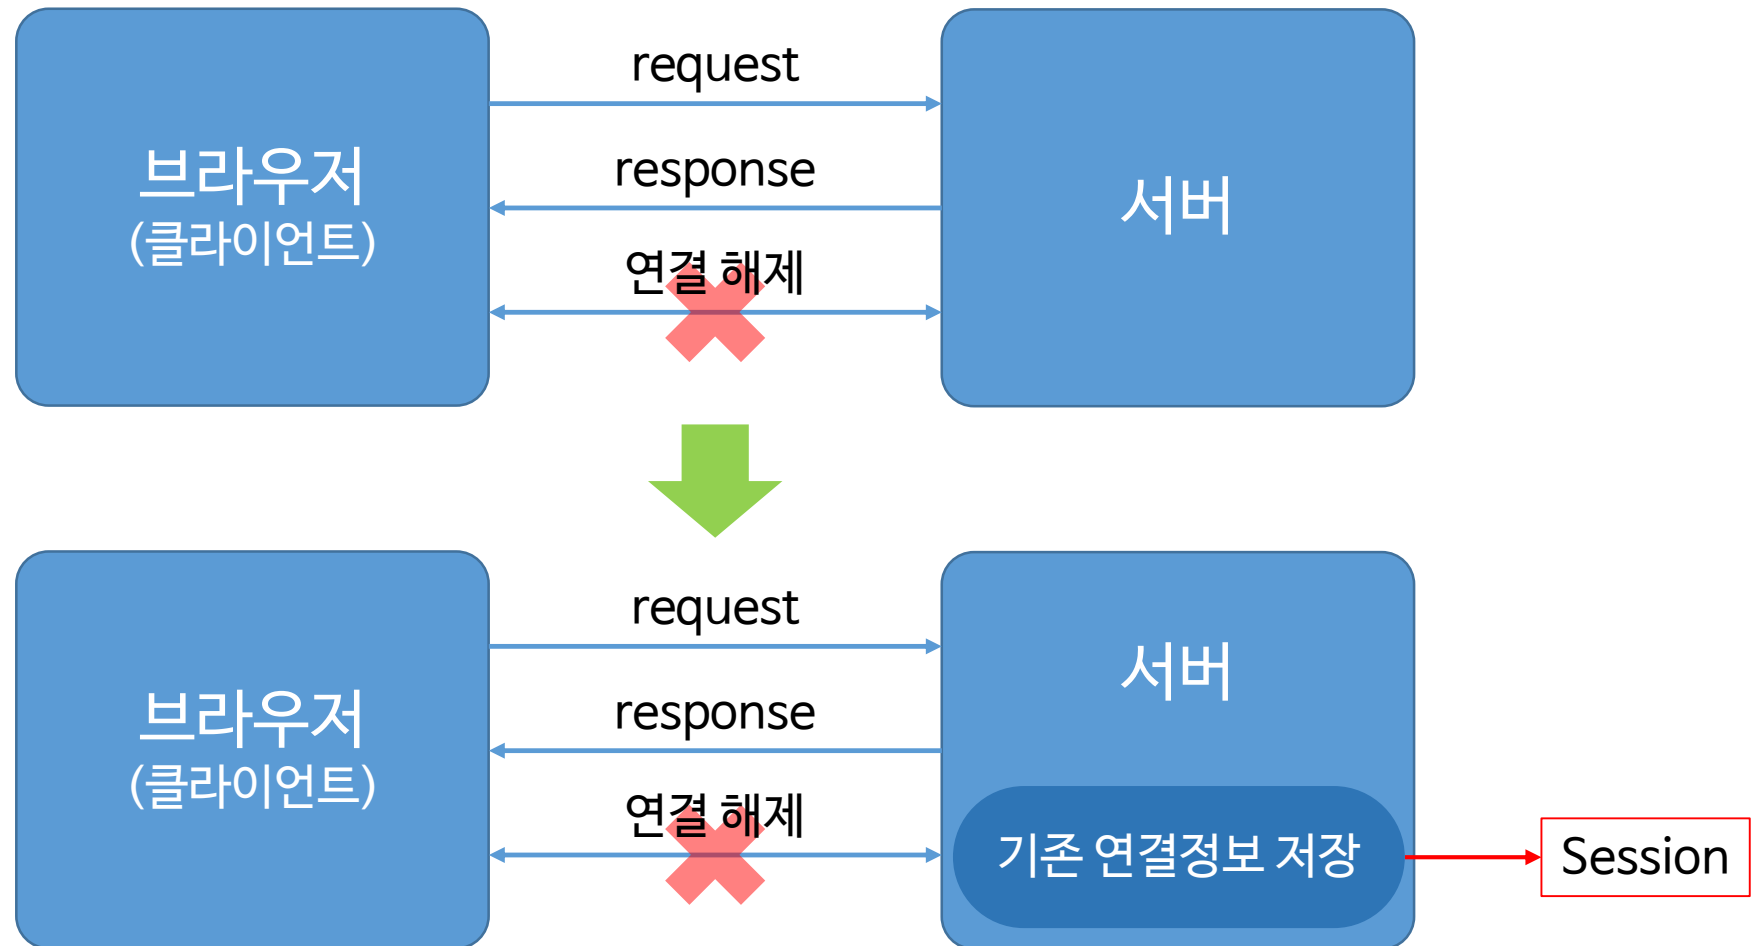 브라우저
(클라이언트)
request
response
연결 해제
서버
브라우저
(클라이언트)
request
response
연결 해제
서버
기존 연결정보 저장
Session